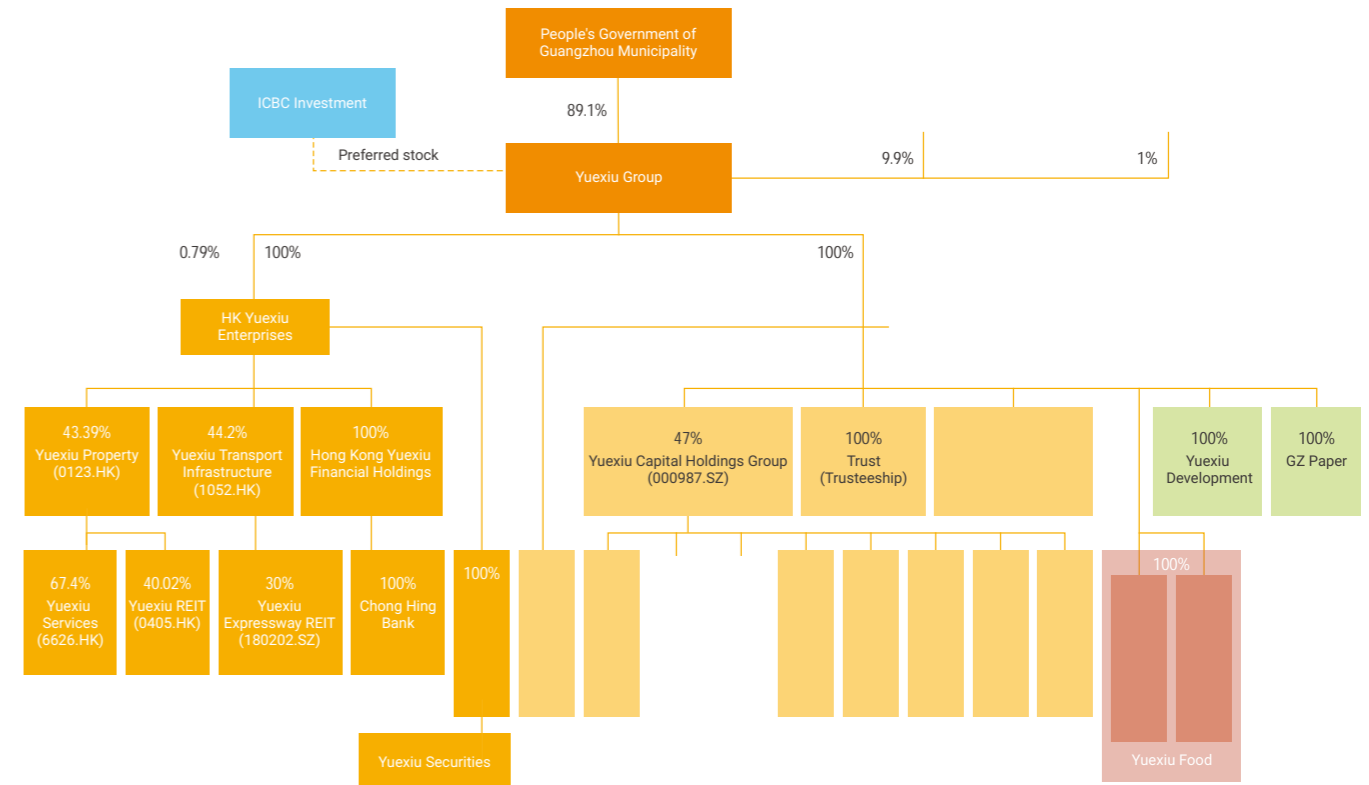 People's Government of
Guangzhou Municipality
ICBC Investment
89.1%
Preferred stock
Yuexiu Group
9.9%
1%
0.79%
100%
100%
HK Yuexiu
Enterprises
43.39%
Yuexiu Property
(0123.HK)
44.2%
Yuexiu Transport
Infrastructure
(1052.HK)
100%
Hong Kong Yuexiu
Financial Holdings
47%
Yuexiu Capital Holdings Group
(000987.SZ)
100%
Trust
(Trusteeship)
100%
Yuexiu
Development
100%
GZ Paper
67.4%
Yuexiu
Services
(6626.HK)
40.02%
Yuexiu REIT
(0405.HK)
30%
Yuexiu
Expressway REIT
(180202.SZ)
100%
Chong Hing
Bank
100%
100%
Yuexiu Food
Yuexiu Securities